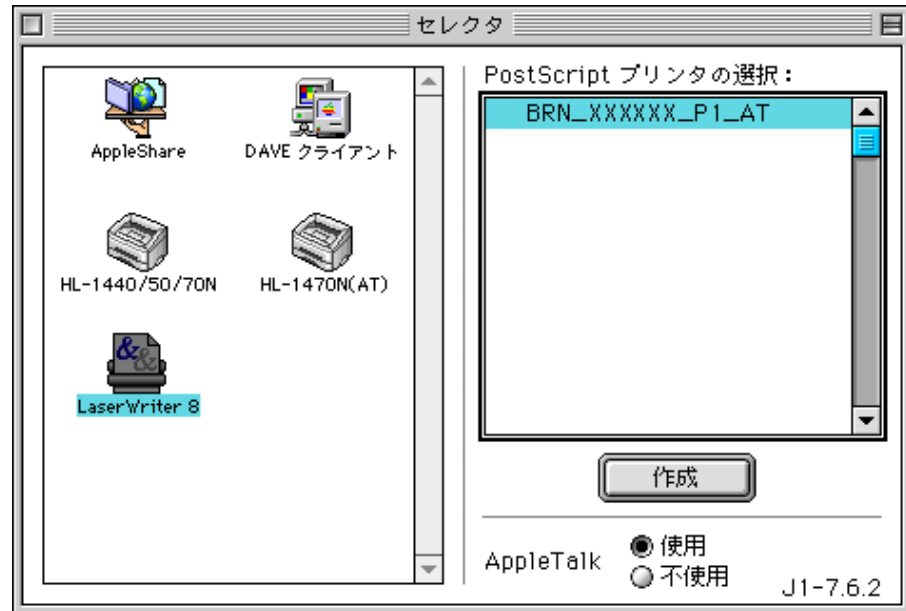 セレクタ
AppleShare
DAVE クライアント
HL-1440/50/70N
HL-1470N(AT)
LaserWriter 8
PostScript プリンタの選択：
BRN_XXXXXX_P1_AT
作成
AppleTalk
使用
不使用
J1-7.6.2